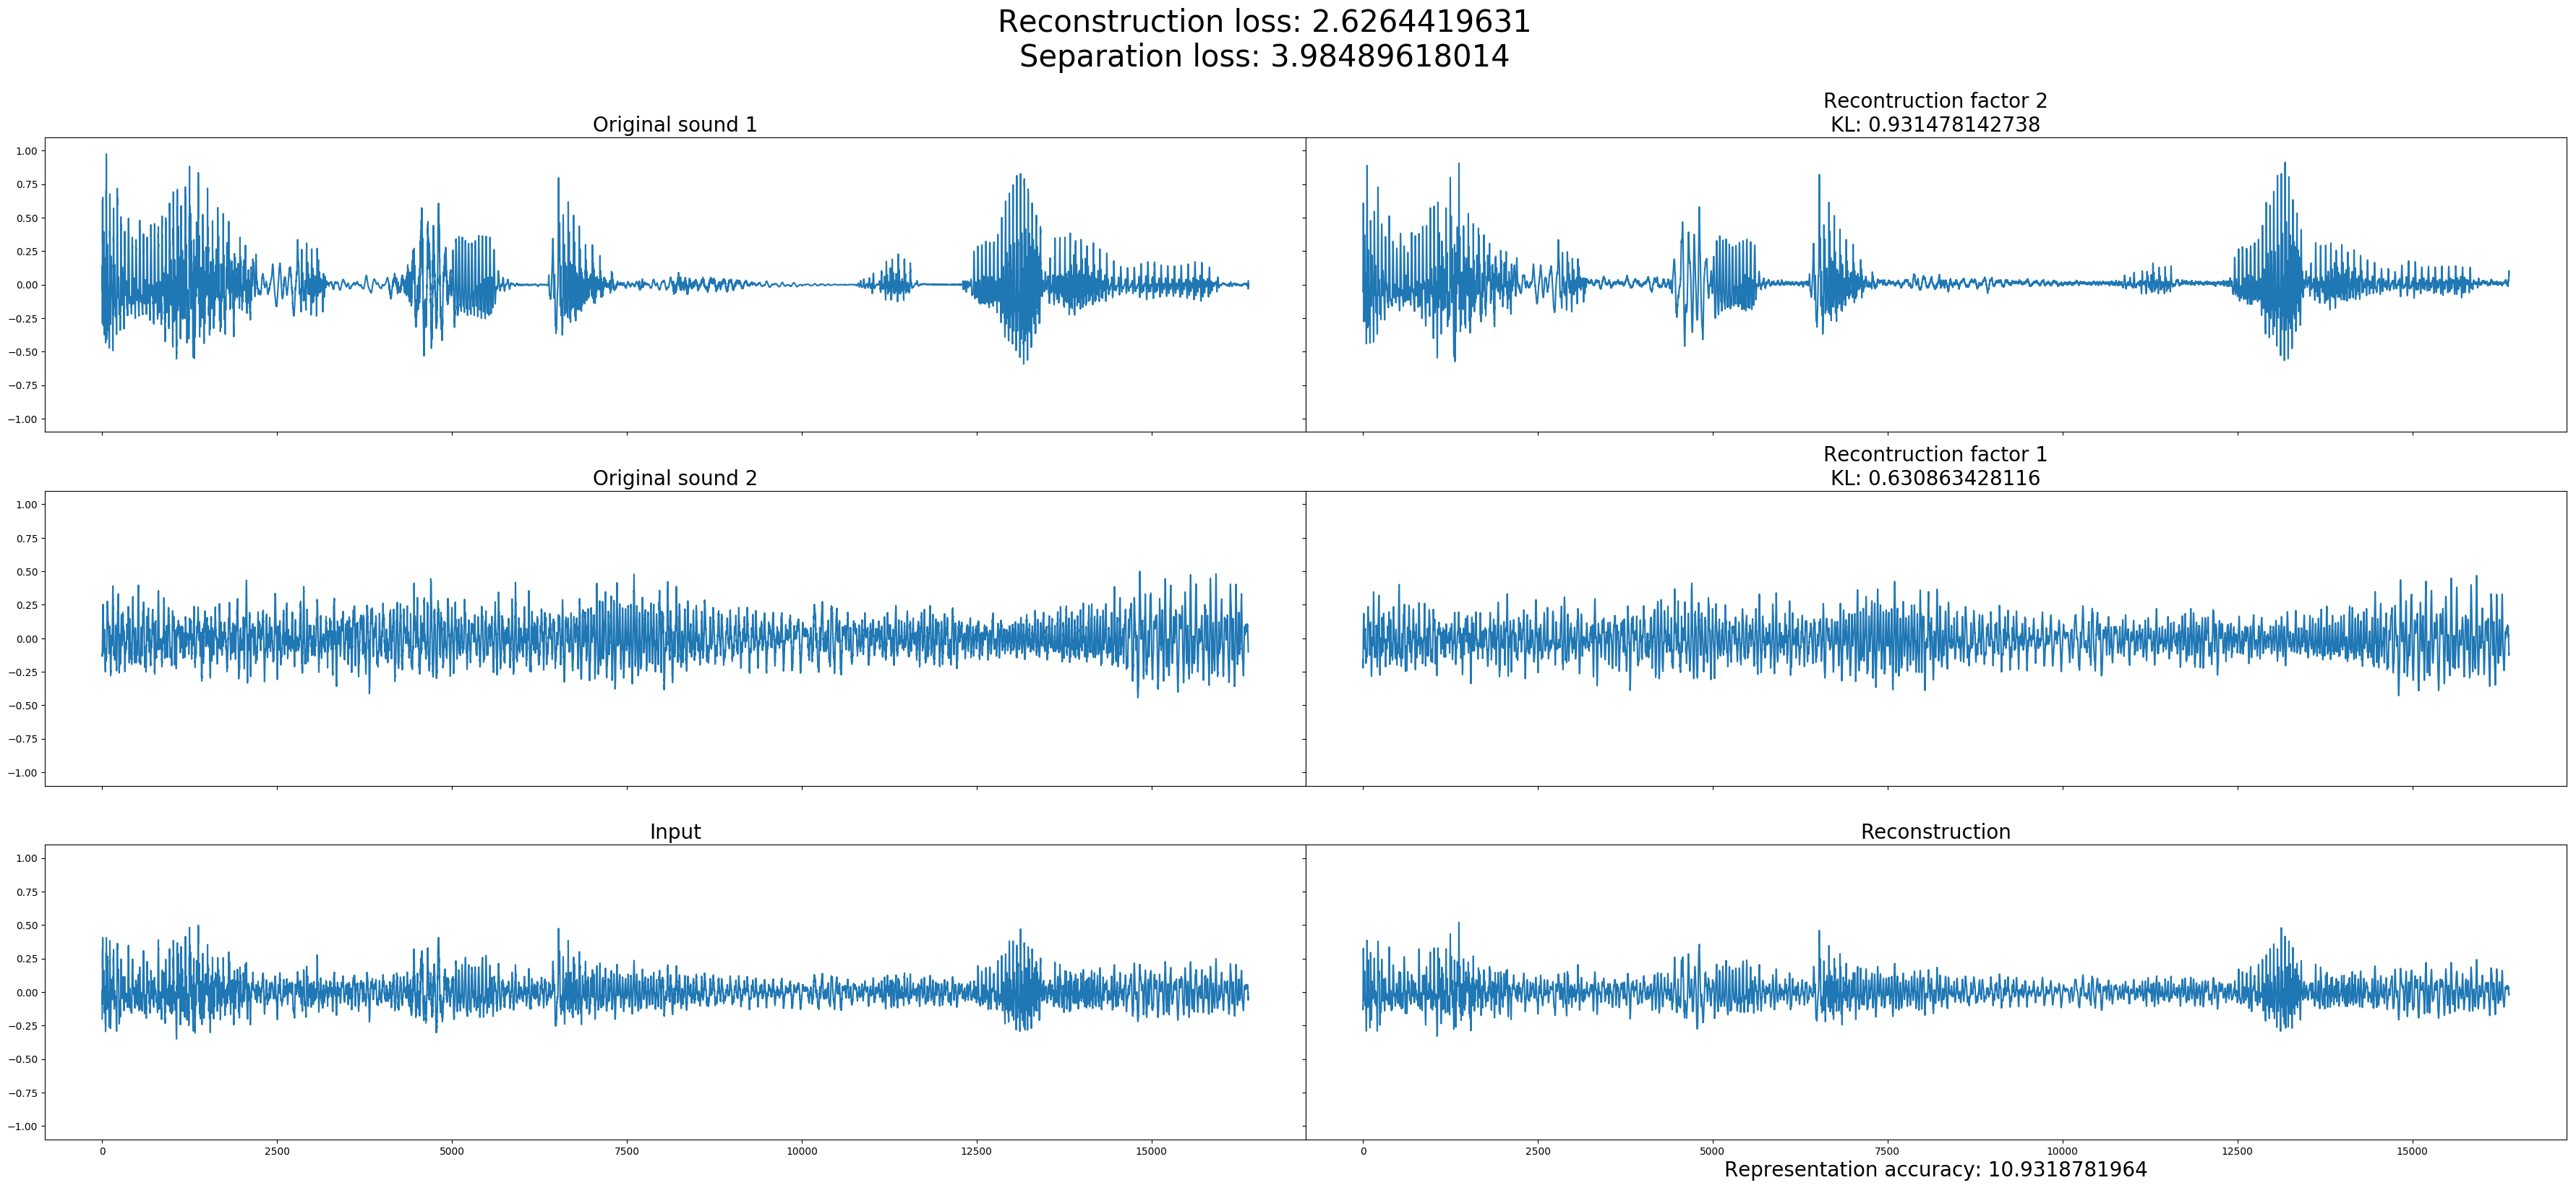 Reconstruction loss: 2.6264419631
Separation loss: 3.98489618014
Original sound 1
Recontruction factor 2
KL: 0.931478142738
1.00
0.75
0.50
0.25
0.00
−0.25
−0.50
−0.75
−1.00
Original sound 2
Recontruction factor 1
KL: 0.630863428116
1.00
0.75
0.50
0.25
0.00
−0.25
−0.50
−0.75
−1.00
Input
Reconstruction
1.00
0.75
0.50
0.25
0.00
−0.25
−0.50
−0.75
−1.00
0 2500 5000 7500 10000 12500 15000
0 2500 5000 7500 10000 12500 15000
Representation accuracy: 10.9318781964